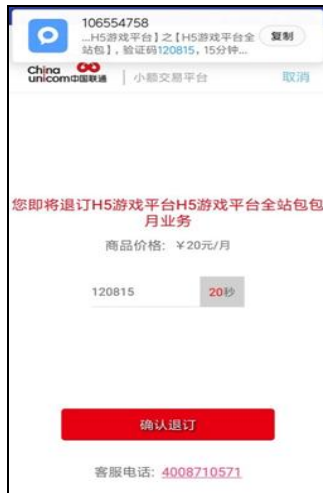 106554758
...H5游戏平台】之【H5游戏平台全
站包】，验证码120815，15分钟...
复制
China
unicom中国联通
小额交易平台
取消
您即将退订H5游戏平台H5游戏平台全站包包
月业务
商品价格：￥20元/月
120815
20秒
确认退订
客服电话：4008710571